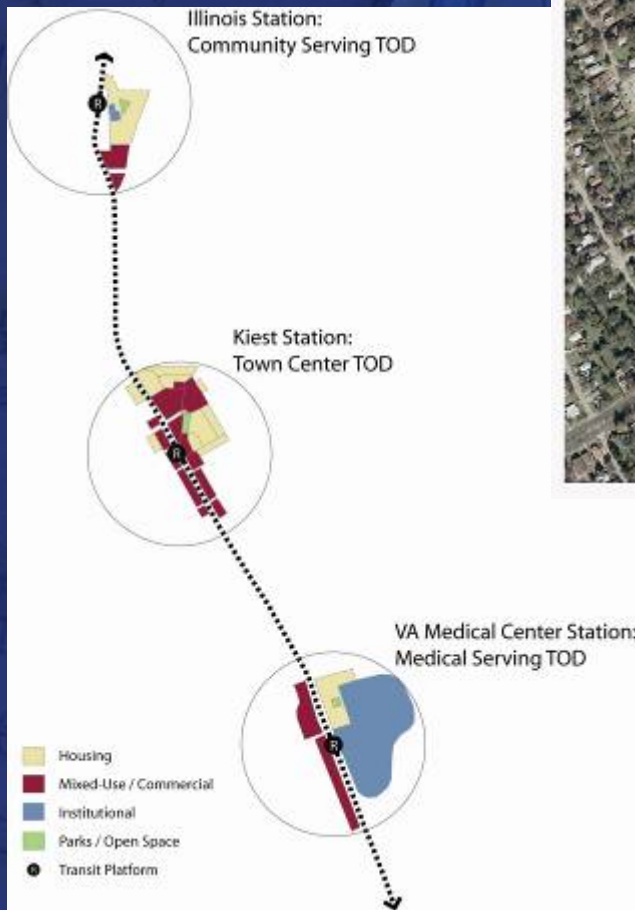 Illinois Station:
Community Serving TOD
R
Kiest Station:
Town Center TOD
R
VA Medical Center Station:
Medical Serving TOD
R
Housing
Mixed-Use / Commercial
Institutional
Parks / Open Space
R Transit Platform